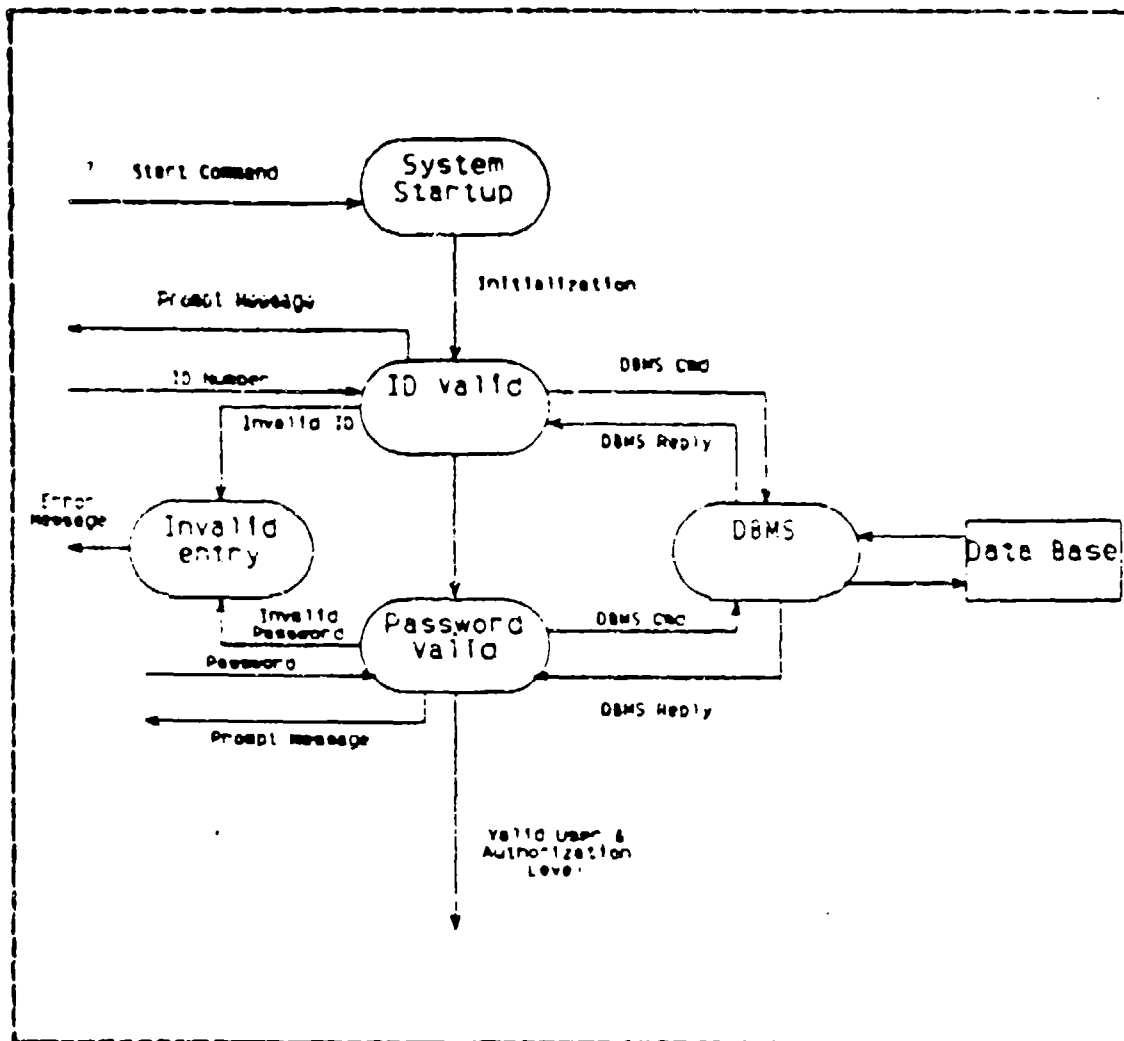 Start Command
System
Startup
Initialization
Prompt Message
ID Number
ID Valid
DBMS Cmd
Invalid ID
DBMS Reply
Error
Message
Invalid
entry
DBMS
Data Base
Invalid
Password
Password
Valid
DBMS Cmd
Password
DBMS Reply
Prompt Message
Valid User &
Authorization
Level